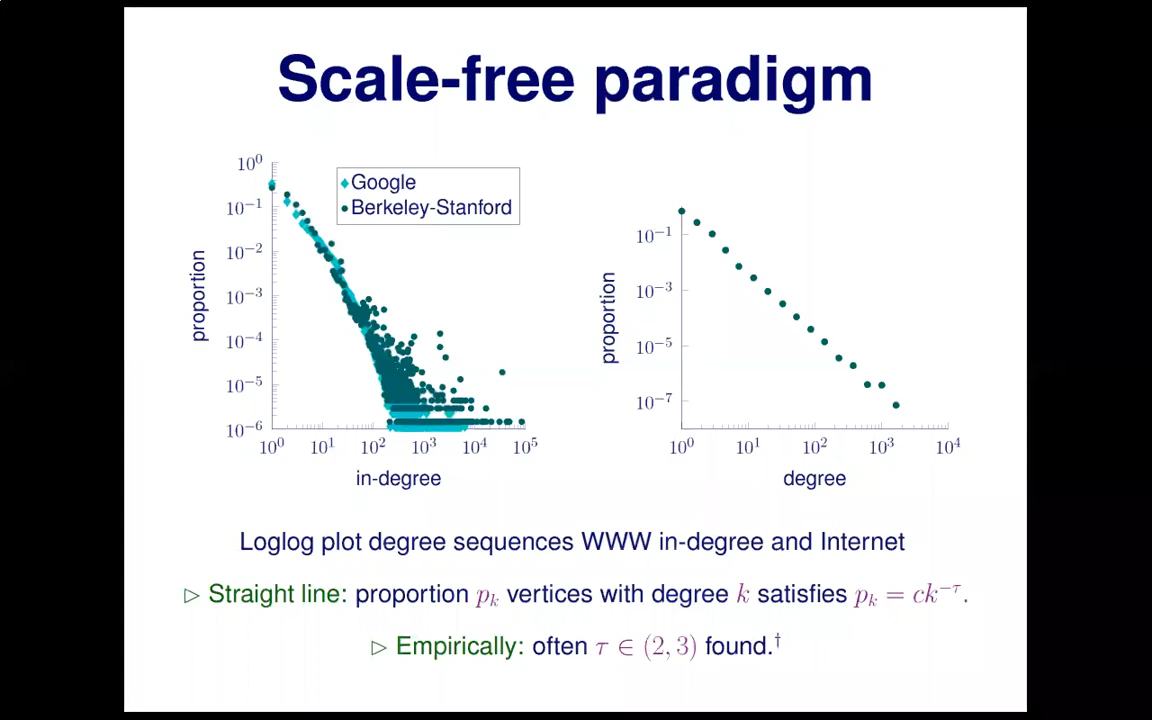 Scale-free paradigm
10^0
10^-1
10^-2
10^-3
10^-4
10^-5
10^-6
proportion
Google
Berkeley-Stanford
10^0 10^1 10^2 10^3 10^4 10^5
in-degree
10^-1
10^-3
10^-5
10^-7
proportion
10^0 10^1 10^2 10^3 10^4
degree
Loglog plot degree sequences WWW in-degree and Internet
▷ Straight line: proportion p_k vertices with degree k satisfies p_k = ck^-τ.
▷ Empirically: often τ ∈ (2, 3) found.†